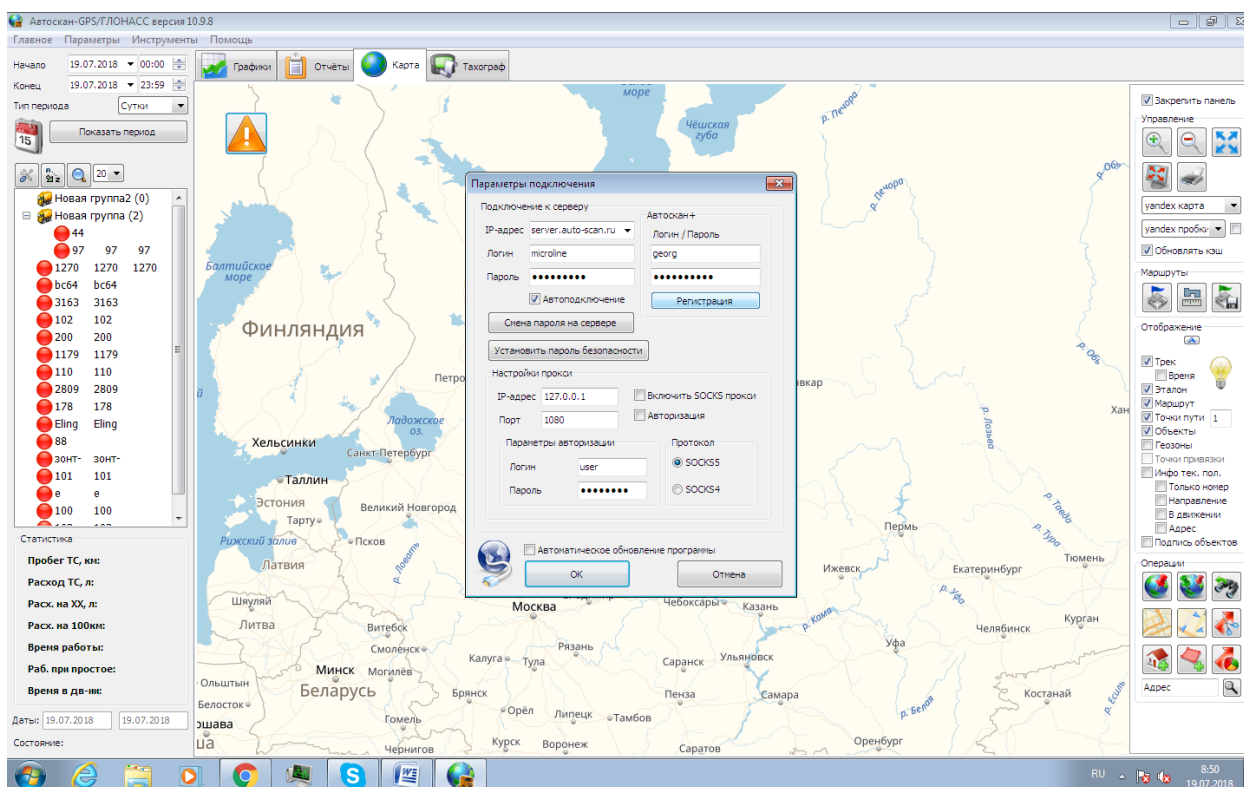 Автоскан-GPS/ГЛОНАСС версия 10.9.8
Главное Параметры Инструменты Помощь
Начало 19.07.2018 00:00
Конец 19.07.2018 23:59
Тип периода Сутки
15 Показать период
20
Новая группа2 (0)
Новая группа (2)
44
97 97 97
1270 1270 1270
bc64 bc64
3163 3163
102 102
200 200
1179 1179
110 110
2809 2809
178 178
Eling Eling
88
зонт- зонт-
101 101
e e
100 100
Статистика
Пробег ТС, км:
Расход ТС, л:
Расх. на ХХ, л:
Расх. на 100км:
Время работы:
Раб. при простое:
Время в дв-ии:
Даты: 19.07.2018 19.07.2018
Состояние:
Графики Отчёты Карта Тахограф
море
Чёшская
губа
р. Печора
р. Обь
р. Печора
Балтийское
море
Финляндия
Петро
Ладожское
оз.
Хельсинки
Санкт-Петербург
Таллин
Эстония
Тарту
Великий Новгород
Рижский залив
Псков
Латвия
р. Ловать
Шяуляй
Литва
Витебск
Смоленск
Минск
Могилёв
Ольштын
Беларусь
Белосток
Брянск
Гомель
Чернигов
Москва
Рязань
Калуга
Тула
Орёл
Липецк
Тамбов
Курск
Воронеж
Саратов
Пенза
Саранск
Ульяновск
Самара
Чебоксары
Казань
р. Кама
Ижевск
Пермь
Екатеринбург
Тюмень
р. Уфа
Уфа
Челябинск
Курган
Костанай
р. Белая
Оренбург
р. Есиль
р. Тавда
р. Тура
р. Лозьва
р. Обь
Хан
вкар
Параметры подключения
Подключение к серверу
IP-адрес server.auto-scan.ru
Логин microline
Пароль
Автоподключение
Автоскан+
Логин / Пароль
georg
Регистрация
Смена пароля на сервере
Установить пароль безопасности
Настройки прокси
IP-адрес 127.0.0.1 Включить SOCKS прокси
Порт 1080 Авторизация
Параметры авторизации
Логин user
Пароль
Протокол
SOCKS5
SOCKS4
Автоматическое обновление программы
OK Отмена
Закрепить панель
Управление
yandex карта
yandex пробки
Обновлять кэш
Маршруты
Отображение
Трек
Время
Эталон
Маршрут
Точки пути 1
Объекты
Геозоны
Точки привязки
Инфо тек. пол.
Только номер
Направление
В движении
Адрес
Подпись объектов
Операции
Адрес
RU
8:50
19.07.2018